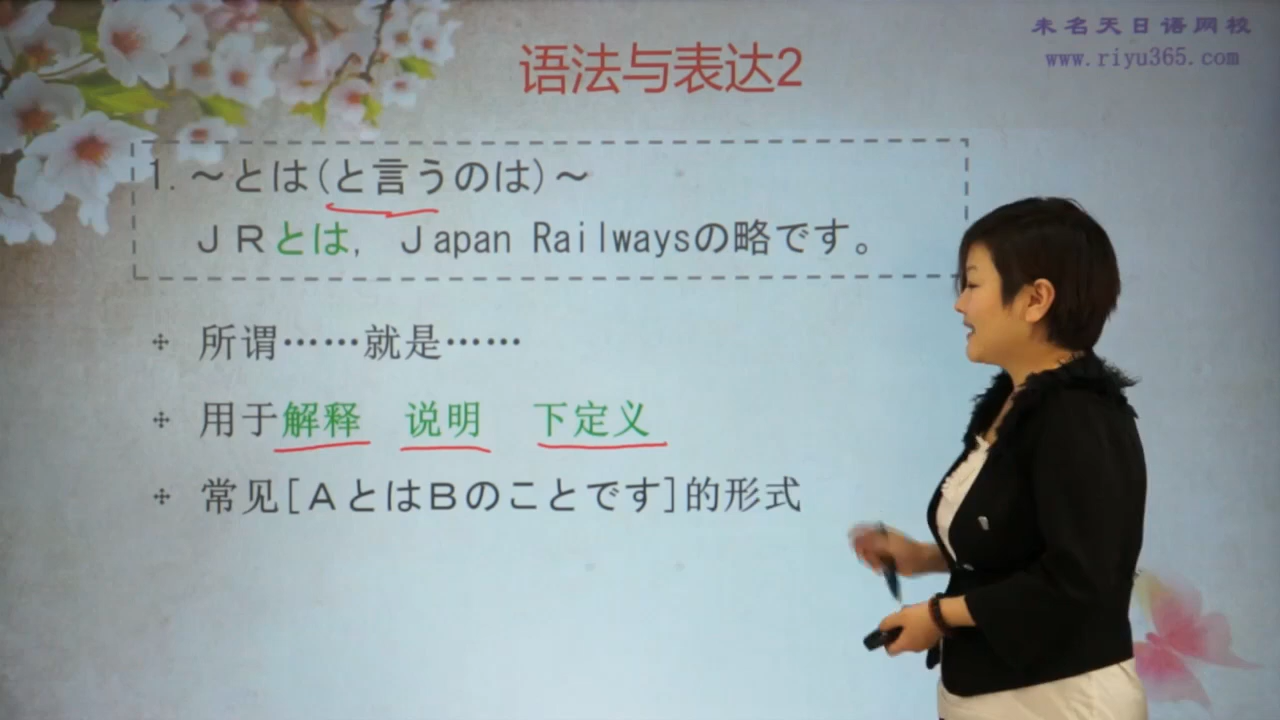 未名天日语网校
www.riyu365.com
语法与表达2
1.～とは(と言うのは)～
ＪＲとは, Ｊapan Railwaysの略です。
所谓……就是……
用于解释 说明 下定义
常见[ＡとはＢのことです]的形式